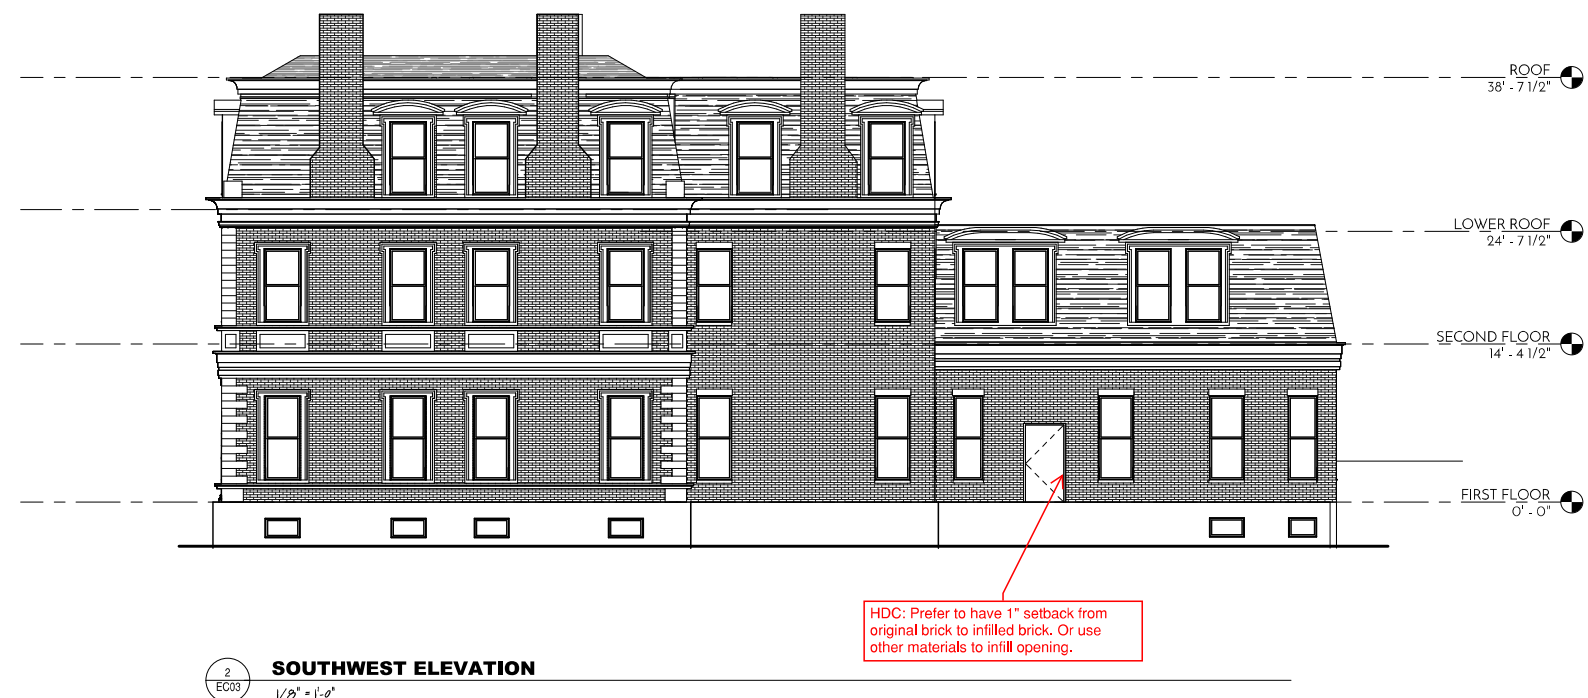 ROOF
38' - 7 1/2"
LOWER ROOF
24' - 7 1/2"
SECOND FLOOR
14' - 4 1/2"
FIRST FLOOR
0' - 0"
HDC: Prefer to have 1" setback from
original brick to infilled brick. Or use
other materials to infill opening.
2
EC03
SOUTHWEST ELEVATION
1/8" = 1'-0"